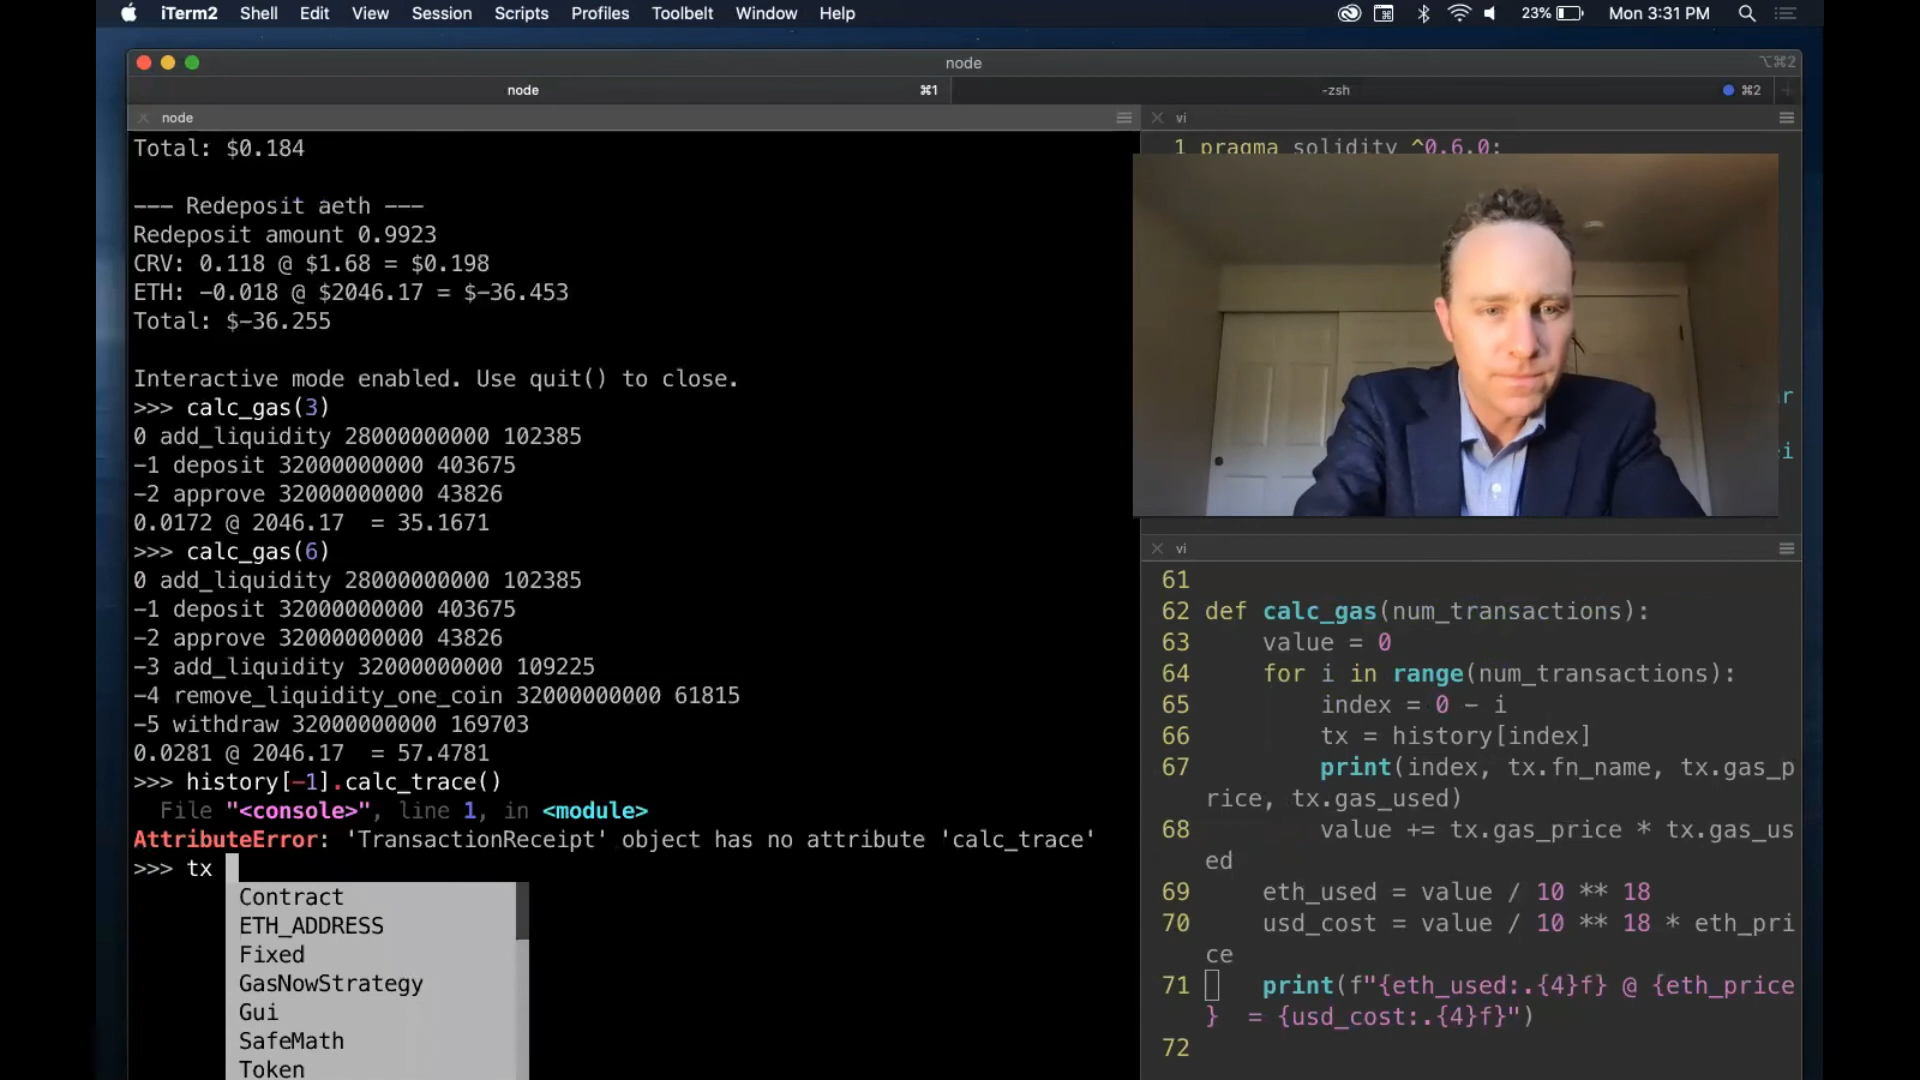 iTerm2 Shell Edit View Session Scripts Profiles Toolbelt Window Help 23% Mon 3:31 PM
node ⌥⌘2
node ⌘1 -zsh ⌘2
node
Total: $0.184
--- Redeposit aeth ---
Redeposit amount 0.9923
CRV: 0.118 @ $1.68 = $0.198
ETH: -0.018 @ $2046.17 = $-36.453
Total: $-36.255
Interactive mode enabled. Use quit() to close.
>>> calc_gas(3)
0 add_liquidity 28000000000 102385
-1 deposit 32000000000 403675
-2 approve 32000000000 43826
0.0172 @ 2046.17  = 35.1671
>>> calc_gas(6)
0 add_liquidity 28000000000 102385
-1 deposit 32000000000 403675
-2 approve 32000000000 43826
-3 add_liquidity 32000000000 109225
-4 remove_liquidity_one_coin 32000000000 61815
-5 withdraw 32000000000 169703
0.0281 @ 2046.17  = 57.4781
>>> history[-1].calc_trace()
File "<console>", line 1, in <module>
AttributeError: 'TransactionReceipt' object has no attribute 'calc_trace'
>>> tx
Contract
ETH_ADDRESS
Fixed
GasNowStrategy
Gui
SafeMath
Token
vi
1 pragma solidity ^0.6.0;
ar
i
vi
61
62 def calc_gas(num_transactions):
63     value = 0
64     for i in range(num_transactions):
65         index = 0 - i
66         tx = history[index]
67         print(index, tx.fn_name, tx.gas_p
rice, tx.gas_used)
68         value += tx.gas_price * tx.gas_us
ed
69     eth_used = value / 10 ** 18
70     usd_cost = value / 10 ** 18 * eth_pri
ce
71     print(f"{eth_used:.{4}f} @ {eth_price
}  = {usd_cost:.{4}f}")
72